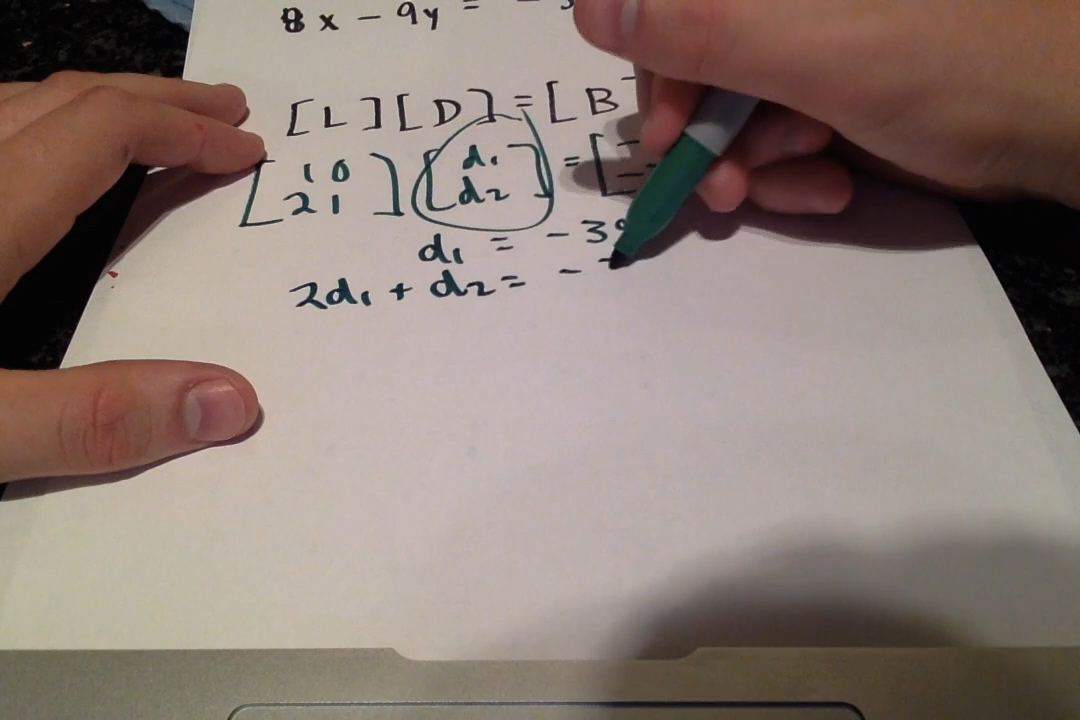 8x - 9y = -
[L][D] = [B
[1 0] [d1] = [-
[2 1] [d2]
d1 = -3
2d1 + d2 = -